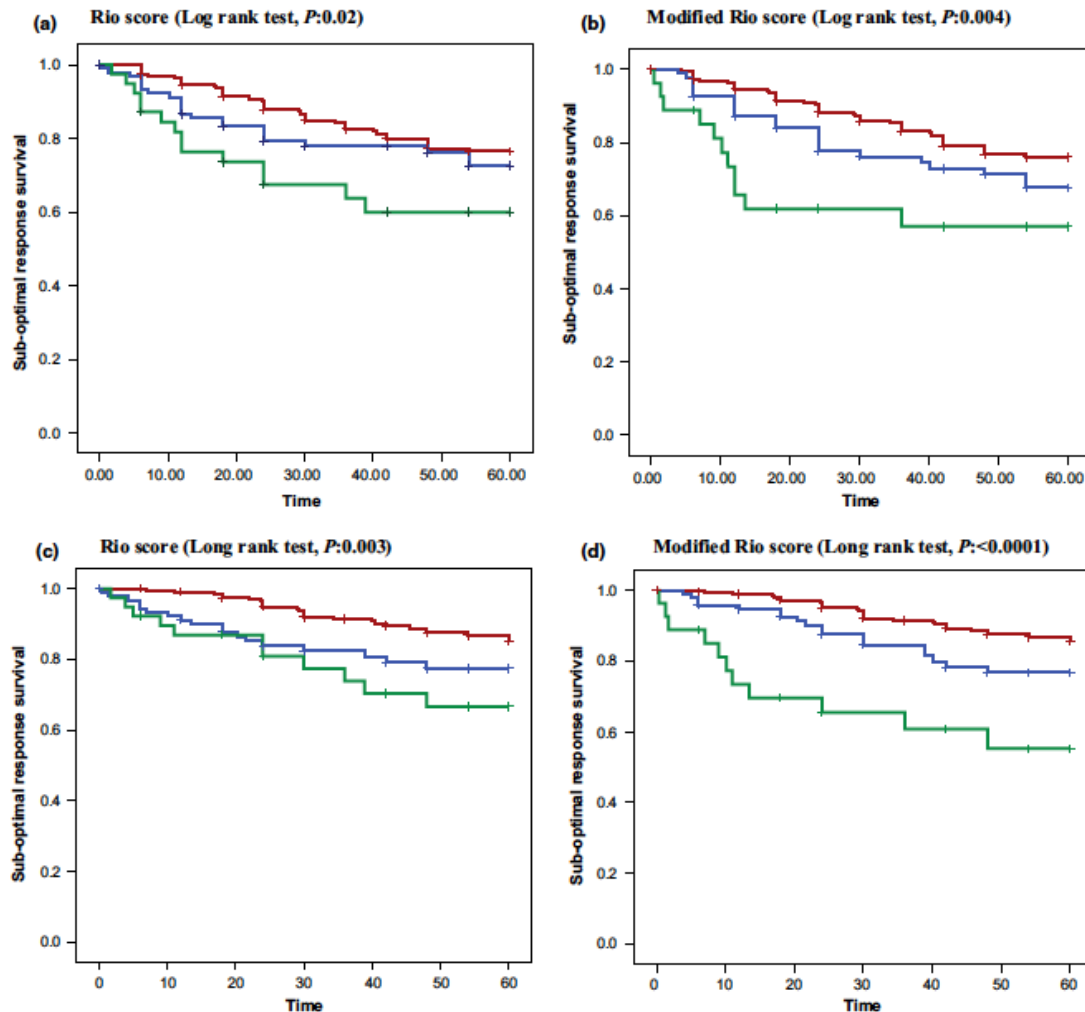 (a) Rio score (Log rank test, P:0.02)
1.0
0.8
0.6
0.4
0.2
0.0
Sub-optimal response survival
0.00 10.00 20.00 30.00 40.00 50.00 60.00
Time
(b) Modified Rio score (Log rank test, P:0.004)
1.0
0.8
0.6
0.4
0.2
0.0
Sub-optimal response survival
0.00 10.00 20.00 30.00 40.00 50.00 60.00
Time
(c) Rio score (Long rank test, P:0.003)
1.0
0.8
0.6
0.4
0.2
0.0
Sub-optimal response survival
0 10 20 30 40 50 60
Time
(d) Modified Rio score (Long rank test, P:<0.0001)
1.0
0.8
0.6
0.4
0.2
0.0
Sub-optimal response survival
0 10 20 30 40 50 60
Time